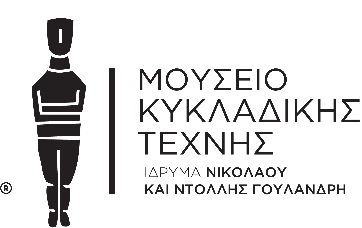 ΜΟΥΣΕΙΟ
ΚΥΚΛΑΔΙΚΗΣ
ΤΕΧΝΗΣ
ΙΔΡΥΜΑ ΝΙΚΟΛΑΟΥ
ΚΑΙ ΝΤΟΛΛΗΣ ΓΟΥΛΑΝΔΡΗ
®